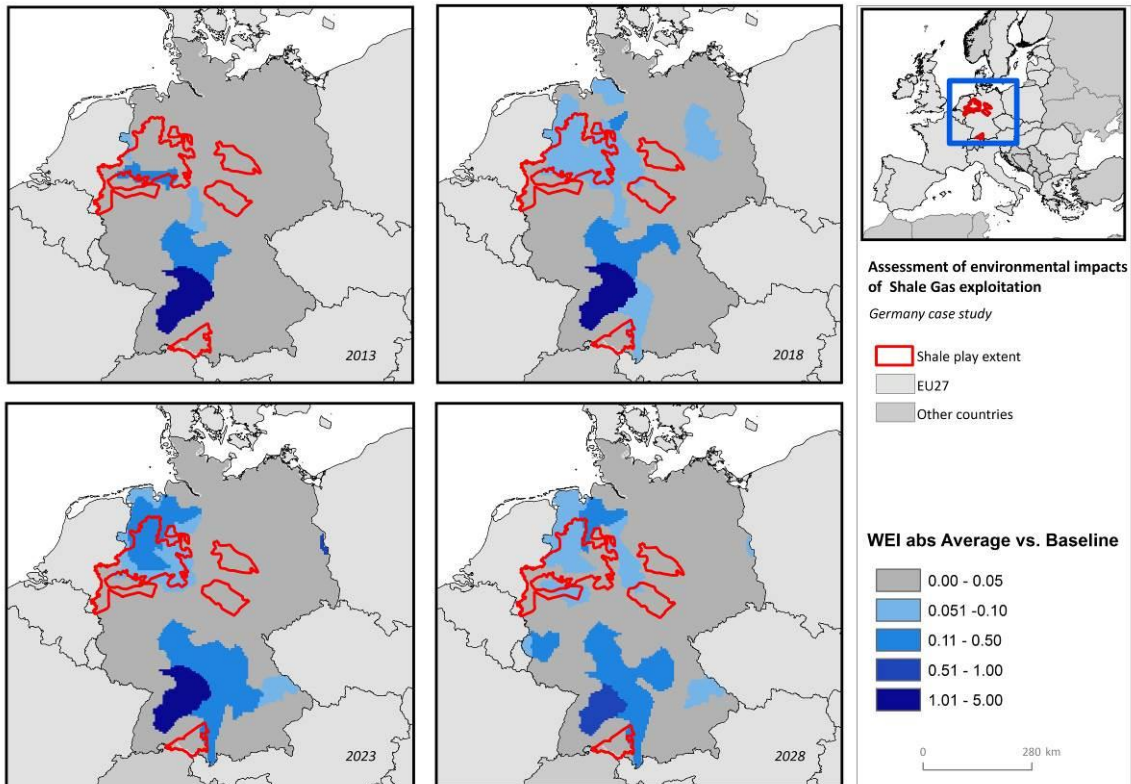 2013
2018
2023
2028
Assessment of environmental impacts
of Shale Gas exploitation
Germany case study
Shale play extent
EU27
Other countries
WEI abs Average vs. Baseline
0.00 - 0.05
0.051 -0.10
0.11 - 0.50
0.51 - 1.00
1.01 - 5.00
0 280 km